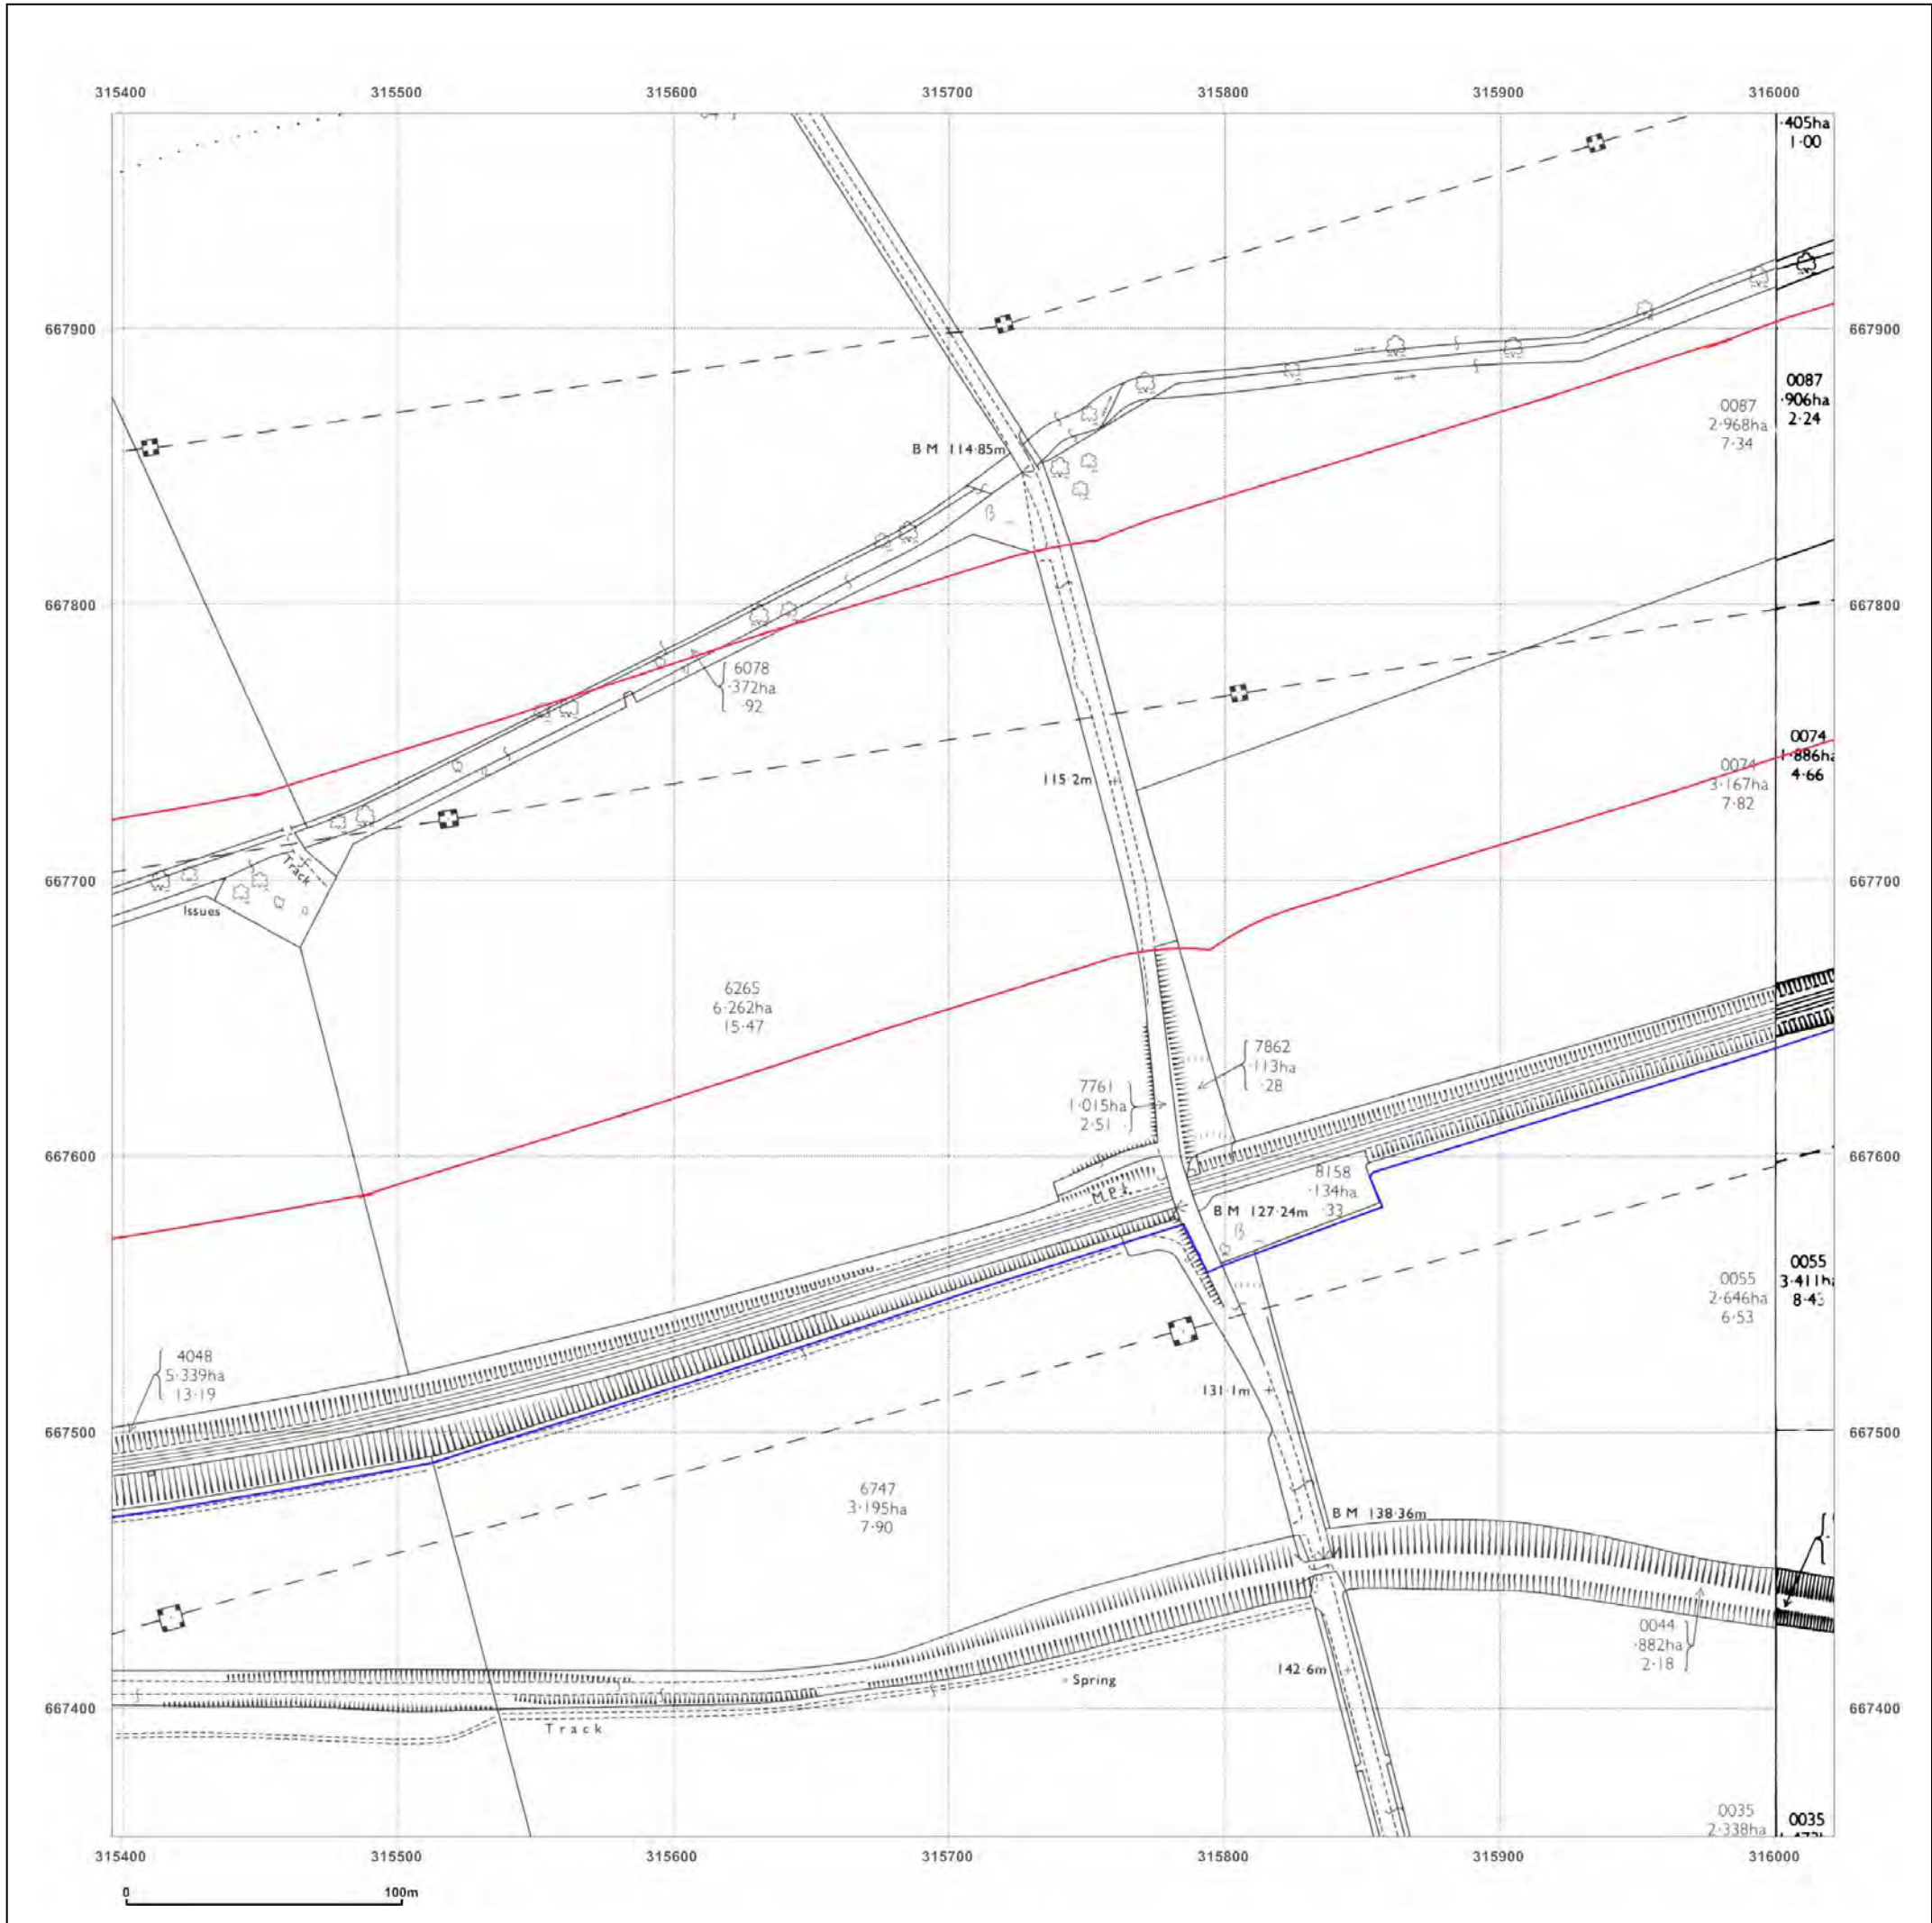 315400 315500 315600 315700 315800 315900 316000
·405ha
1·00
667900 667900
0087
·906ha
2·24
0087
2·968ha
7·34
B M 114·85m
667800 667800
6078
·372ha
·92
115·2m
0074
1·886ha
4·66
0074
3·167ha
7·82
Track
667700 667700
Issues
6265
6·262ha
15·47
7862
·113ha
·28
7761
1·015ha
2·51
667600 667600
M.P.
8158
·134ha
·33
B M 127·24m
0055
3·411ha
8·43
0055
2·646ha
6·53
4048
5·339ha
13·19
131·1m
667500 667500
6747
3·195ha
7·90
B M 138·36m
0044
·882ha
2·18
142·6m
Spring
667400 667400
Track
0035
2·338ha
0035
315400 315500 315600 315700 315800 315900 316000
0 100m